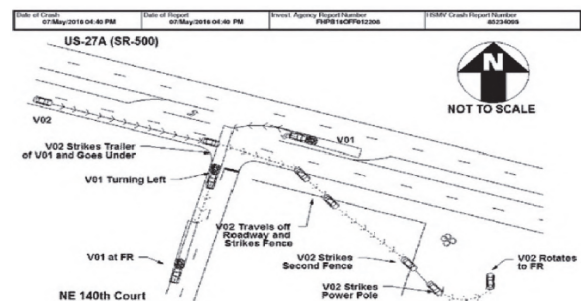 Date of Crash
07/May/2016 04:40 PM
Date of Report
07/May/2016 04:40 PM
Invest. Agency Report Number
HSMV Crash Report Number
US-27A (SR-500)
N
NOT TO SCALE
V02
V01
V02 Strikes Trailer
of V01 and Goes Under
V01 Turning Left
V02 Travels off
Roadway and
Strikes Fence
V02 Strikes
Second Fence
V02 Rotates
to FR
V01 at FR
V02 Strikes
Power Pole
NE 140th Court